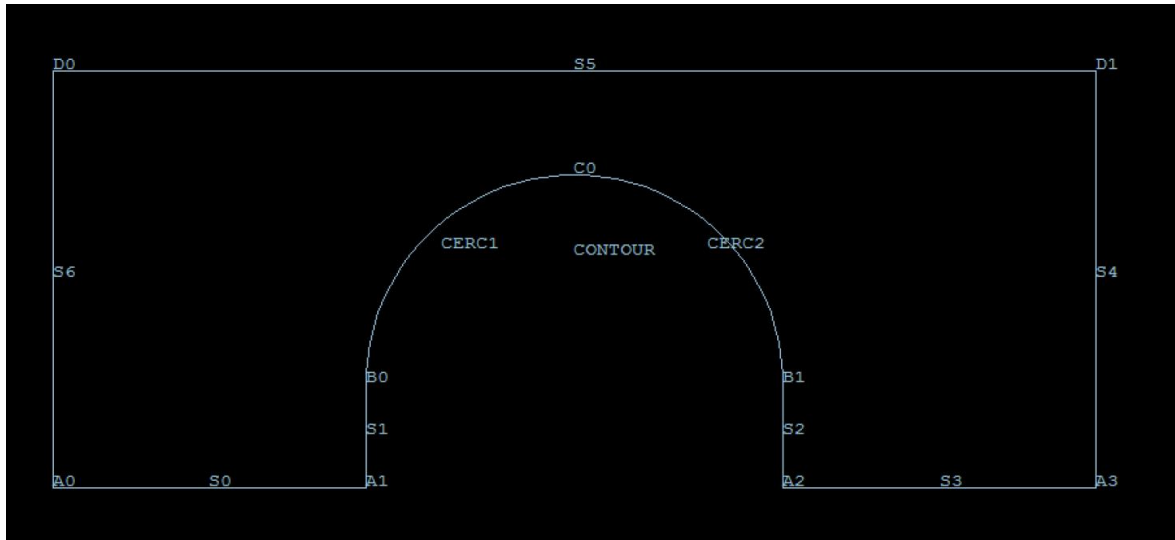 D0 S5 D1
C0
CERC1 CONTOUR CERC2
S6 S4
B0 B1
S1 S2
A0 S0 A1 A2 S3 A3